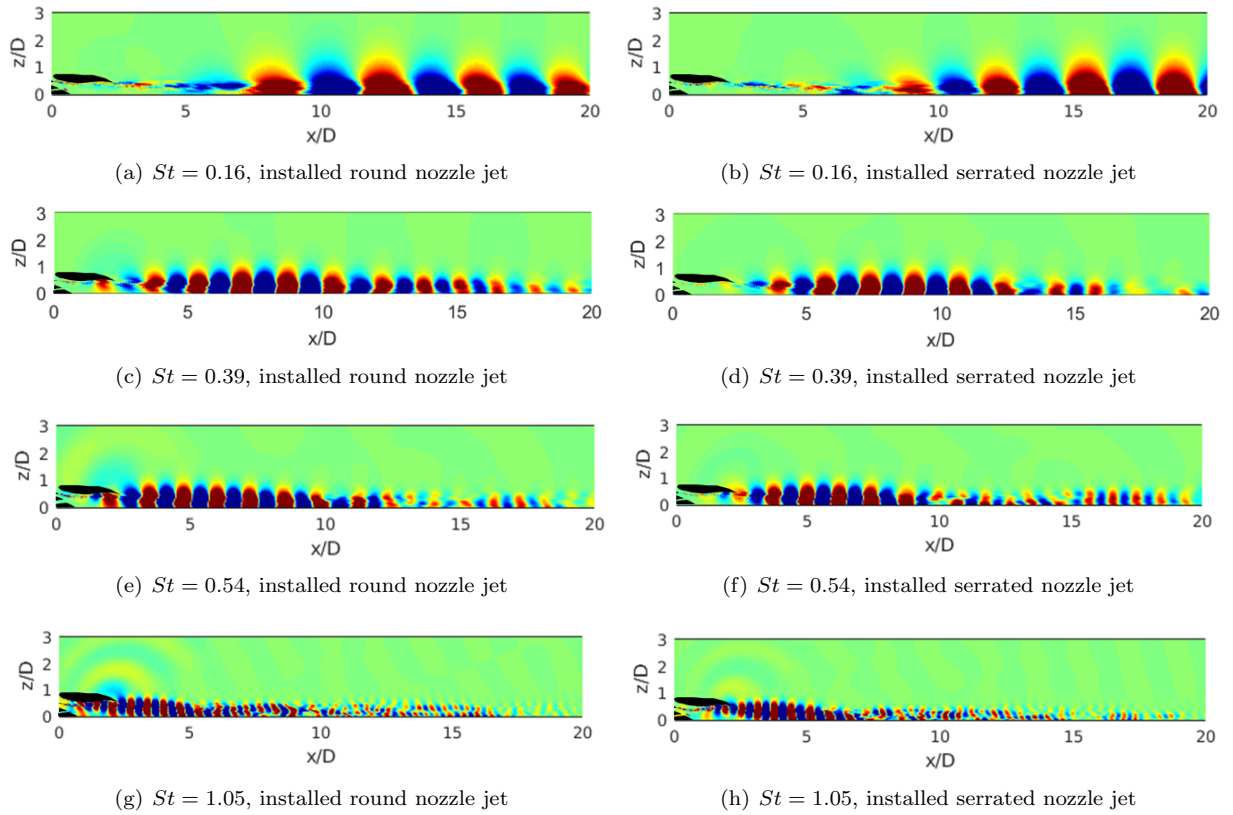 z/D
3
2
1
0
0 5 10 15 20
x/D
(a) St = 0.16, installed round nozzle jet
z/D
3
2
1
0
0 5 10 15 20
x/D
(b) St = 0.16, installed serrated nozzle jet
z/D
3
2
1
0
0 5 10 15 20
x/D
(c) St = 0.39, installed round nozzle jet
z/D
3
2
1
0
0 5 10 15 20
x/D
(d) St = 0.39, installed serrated nozzle jet
z/D
3
2
1
0
0 5 10 15 20
x/D
(e) St = 0.54, installed round nozzle jet
z/D
3
2
1
0
0 5 10 15 20
x/D
(f) St = 0.54, installed serrated nozzle jet
z/D
3
2
1
0
0 5 10 15 20
x/D
(g) St = 1.05, installed round nozzle jet
z/D
3
2
1
0
0 5 10 15 20
x/D
(h) St = 1.05, installed serrated nozzle jet